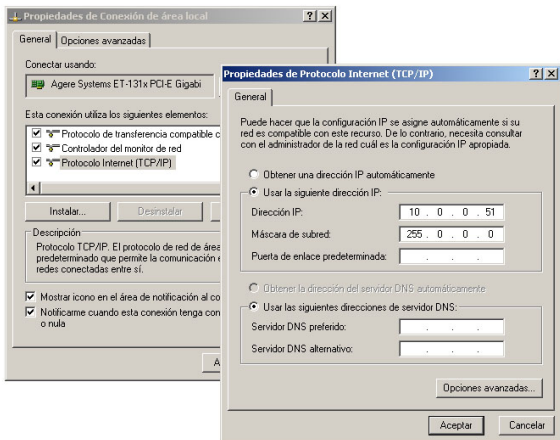 Propiedades de Conexión de área local
General
Opciones avanzadas
Conectar usando:
Agere Systems ET-131x PCI-E Gigabi
Esta conexión utiliza los siguientes elementos:
Protocolo de transferencia compatible c
Controlador del monitor de red
Protocolo Internet (TCP/IP)
Instalar...
Desinstalar
Descripción
Protocolo TCP/IP. El protocolo de red de área
predeterminado que permite la comunicación e
redes conectadas entre sí.
Mostrar icono en el área de notificación al co
Notificarme cuando esta conexión tenga con
o nula
A
Propiedades de Protocolo Internet (TCP/IP)
General
Puede hacer que la configuración IP se asigne automáticamente si su
red es compatible con este recurso. De lo contrario, necesita consultar
con el administrador de la red cuál es la configuración IP apropiada.
Obtener una dirección IP automáticamente
Usar la siguiente dirección IP:
Dirección IP: 10 . 0 . 0 . 51
Máscara de subred: 255 . 0 . 0 . 0
Puerta de enlace predeterminada: . . .
Obtener la dirección del servidor DNS automáticamente
Usar las siguientes direcciones de servidor DNS:
Servidor DNS preferido: . . .
Servidor DNS alternativo: . . .
Opciones avanzadas...
Aceptar
Cancelar